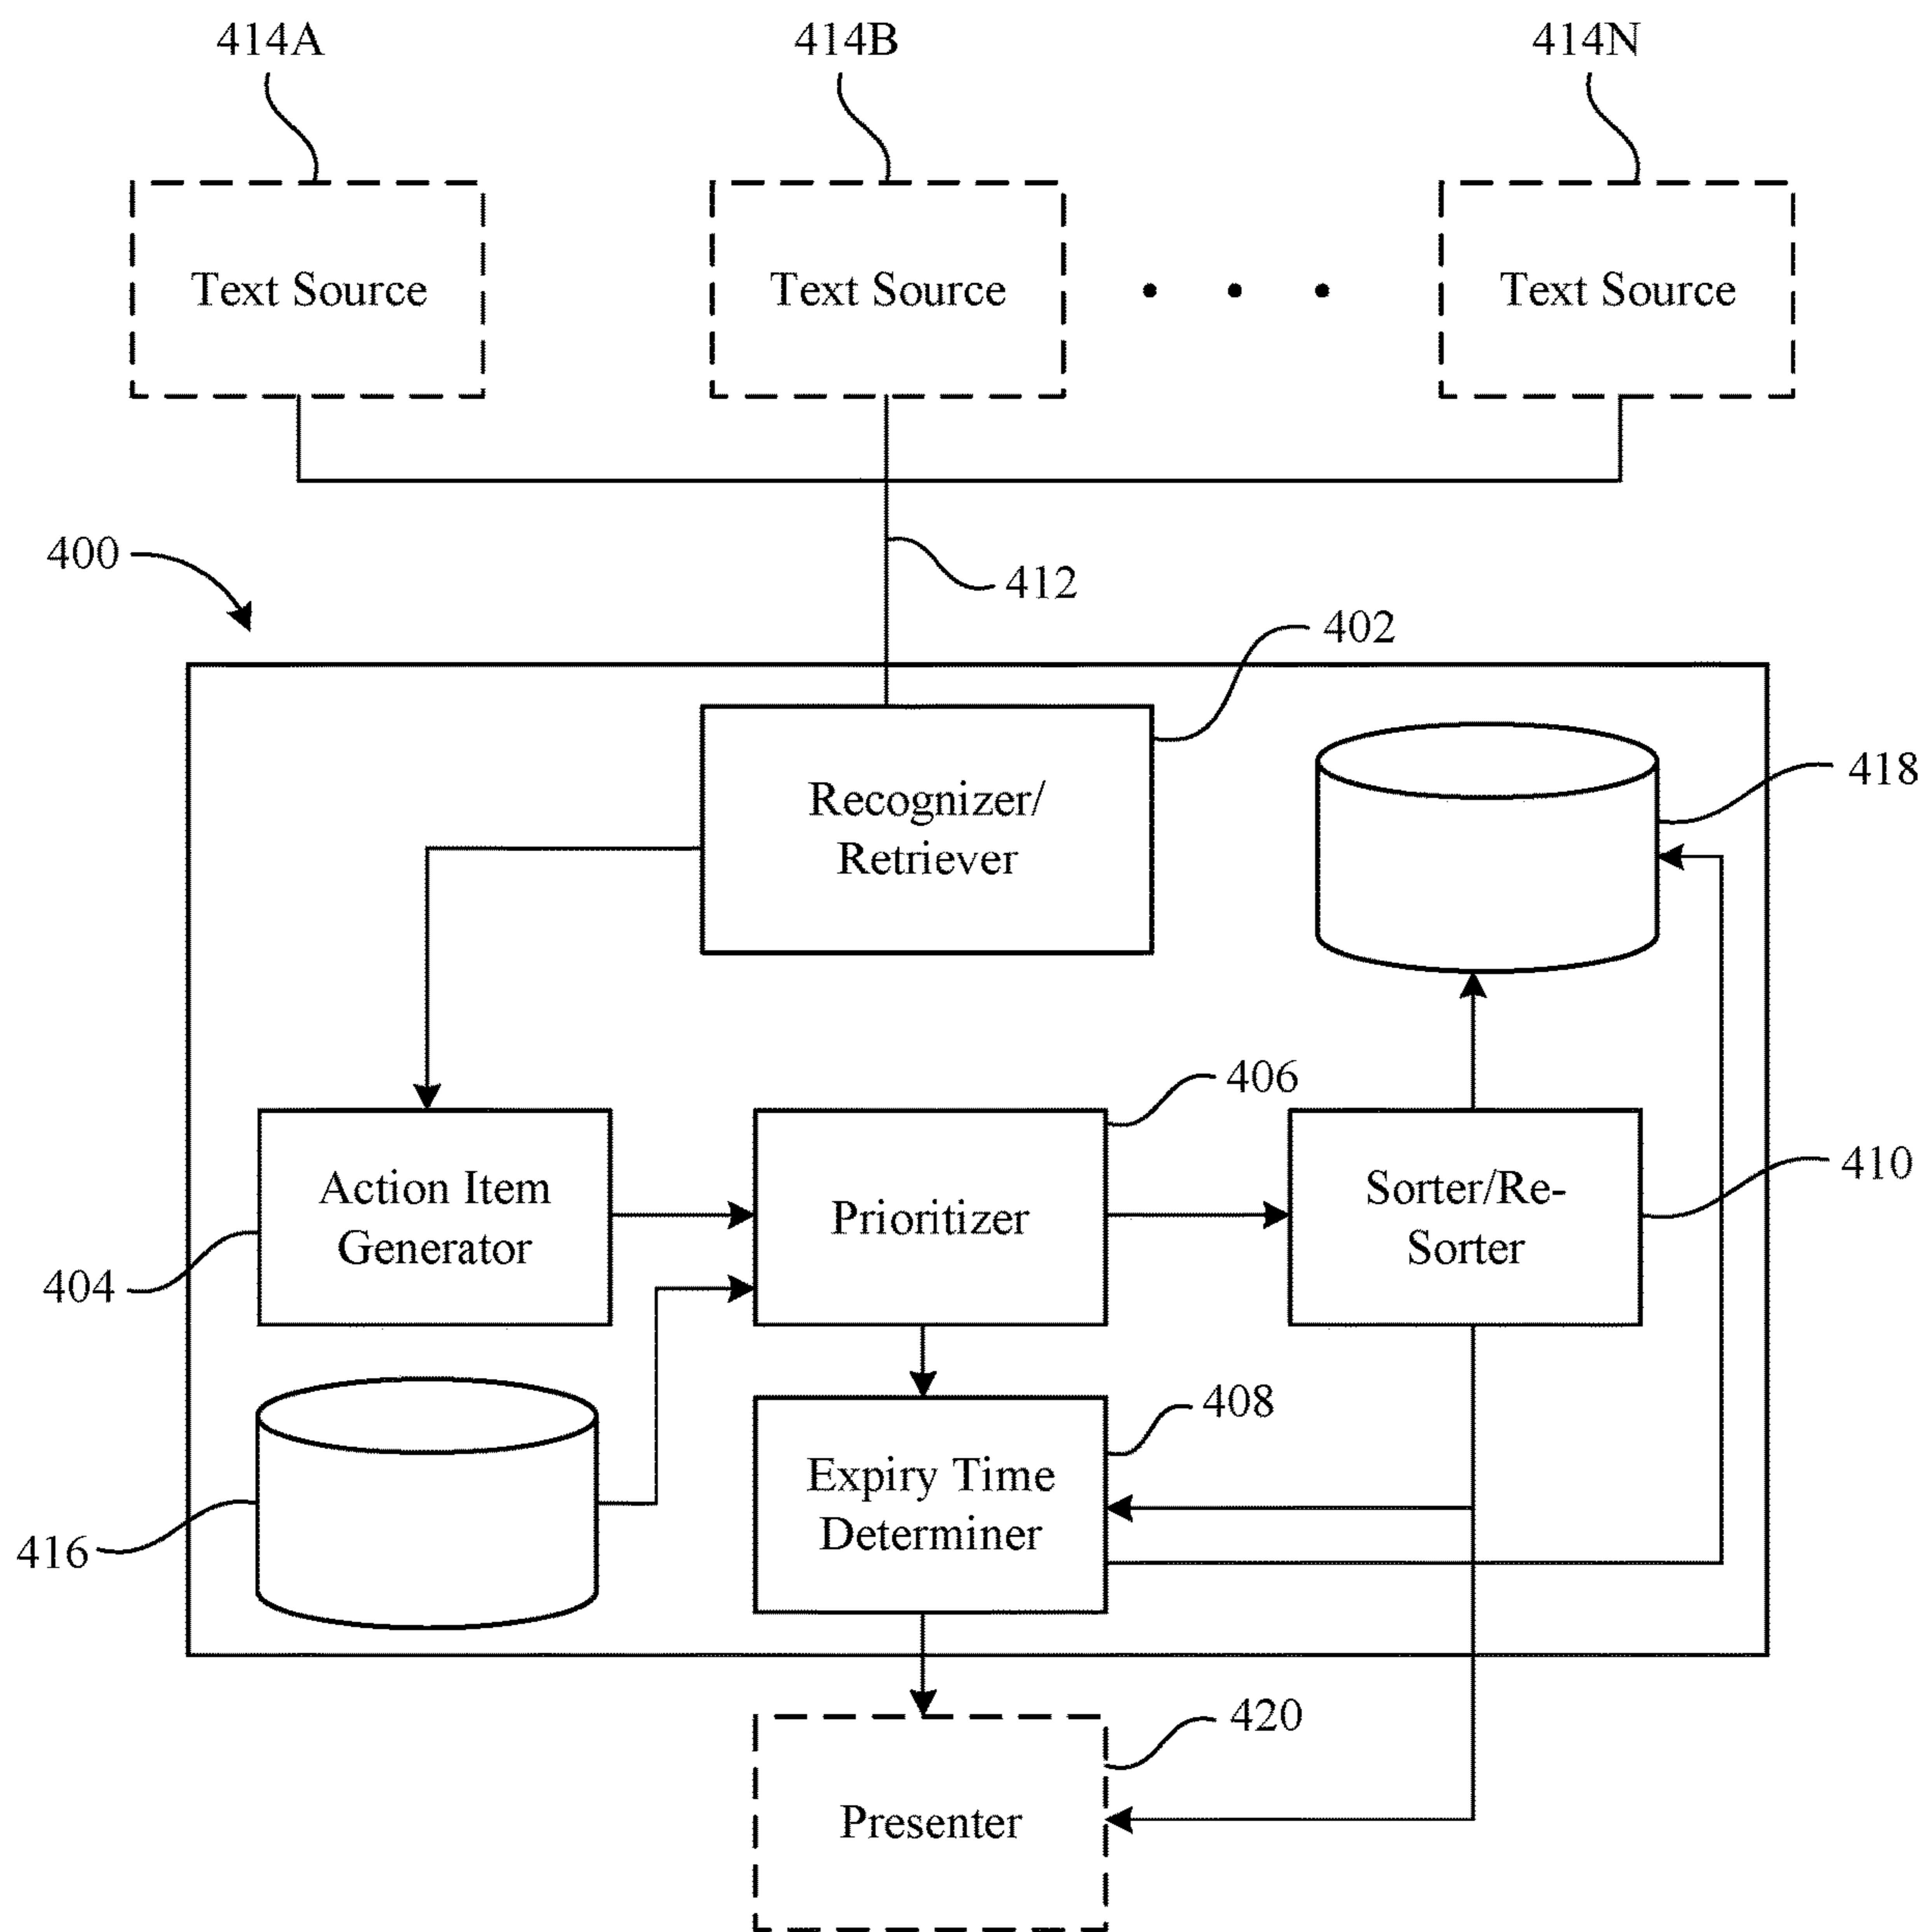 414A
414B
414N
Text Source
Text Source
Text Source
400
412
402
Recognizer/
Retriever
418
406
Action Item
Generator
Prioritizer
Sorter/Re-
Sorter
410
404
408
Expiry Time
Determiner
416
420
Presenter